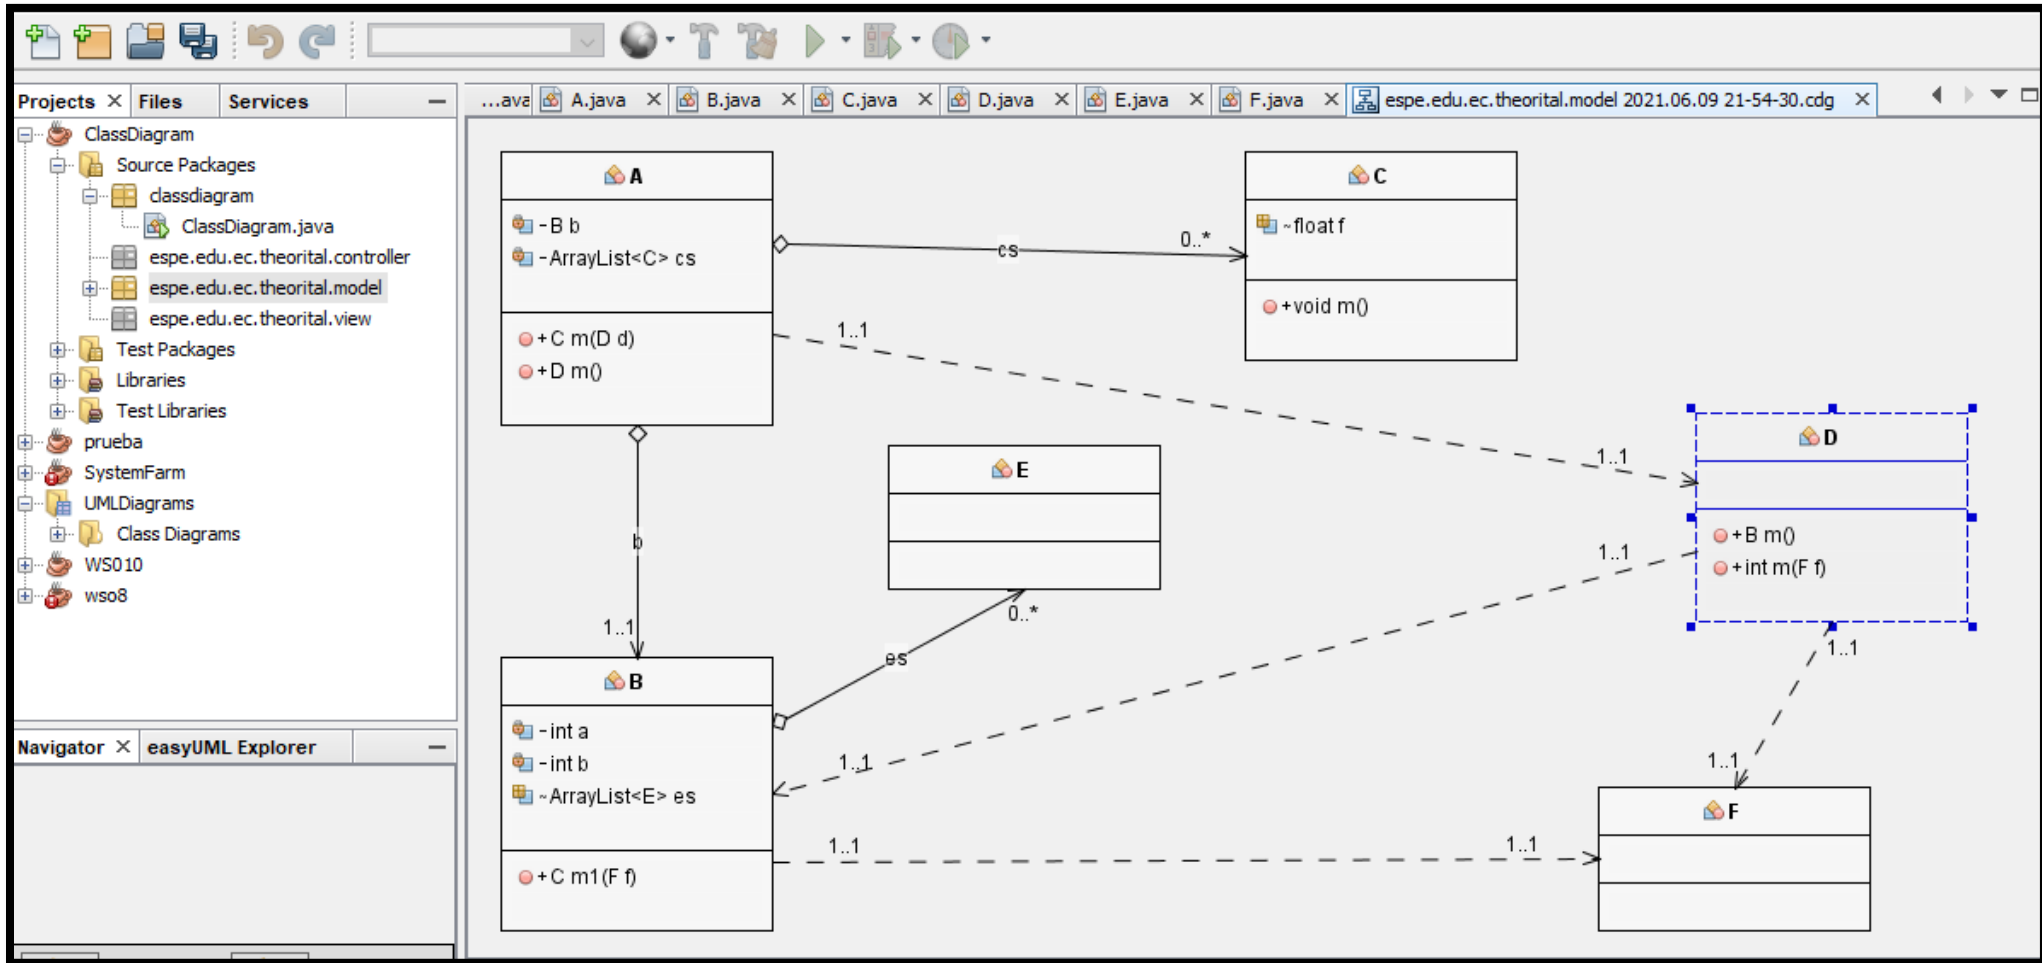 Projects
Files
Services
...ava
A.java
B.java
C.java
D.java
E.java
F.java
espe.edu.ec.theorital.model 2021.06.09 21-54-30.cdg
ClassDiagram
Source Packages
classdiagram
ClassDiagram.java
espe.edu.ec.theorital.controller
espe.edu.ec.theorital.model
espe.edu.ec.theorital.view
Test Packages
Libraries
Test Libraries
prueba
SystemFarm
UMLDiagrams
Class Diagrams
WS010
wso8
Navigator
easyUML Explorer
A
-B b
-ArrayList<C> cs
+C m(D d)
+D m()
cs
0..*
C
~float f
+void m()
1..1
1..1
D
+B m()
+int m(F f)
E
b
1..1
0..*
es
1..1
1..1
B
-int a
-int b
~ArrayList<E> es
+C m1(F f)
1..1
1..1
1..1
1..1
F